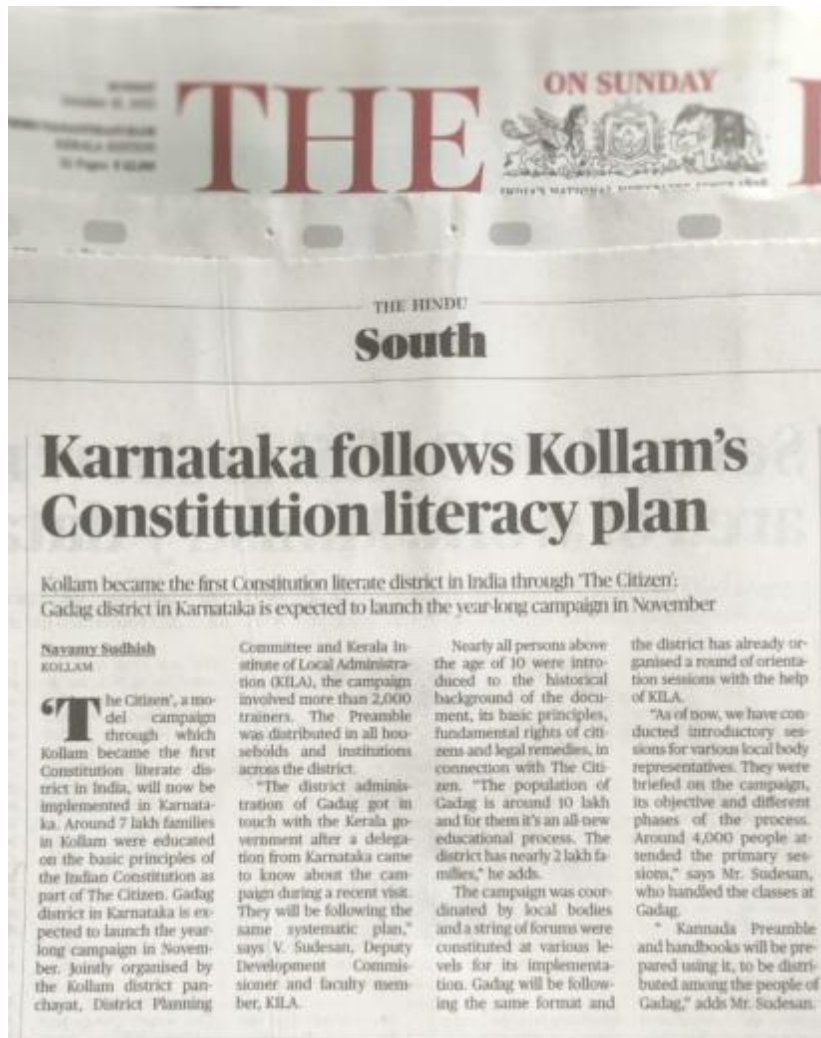 THE
ON SUNDAY
INDIA'S NATIONAL NEWSPAPER SINCE 1878
THE HINDU
South
Karnataka follows Kollam's
Constitution literacy plan
Kollam became the first Constitution literate district in India through 'The Citizen';
Gadag district in Karnataka is expected to launch the year-long campaign in November
Navamy Sudhish
KOLLAM
'The Citizen', a mo-
del campaign
through which
Kollam became the first
Constitution literate dis-
trict in India, will now be
implemented in Karnata-
ka. Around 7 lakh families
in Kollam were educated
on the basic principles of
the Indian Constitution as
part of The Citizen. Gadag
district in Karnataka is ex-
pected to launch the year-
long campaign in Novem-
ber. Jointly organised by
the Kollam district pan-
chayat, District Planning
Committee and Kerala In-
stitute of Local Administra-
tion (KILA), the campaign
involved more than 2,000
trainers. The Preamble
was distributed in all hou-
seholds and institutions
across the district.
"The district adminis-
tration of Gadag got in
touch with the Kerala go-
vernment after a delega-
tion from Karnataka came
to know about the cam-
paign during a recent visit.
They will be following the
same systematic plan,"
says V. Sudesan, Deputy
Development Commis-
sioner and faculty mem-
ber, KILA.
Nearly all persons above
the age of 10 were intro-
duced to the historical
background of the docu-
ment, its basic principles,
fundamental rights of citi-
zens and legal remedies, in
connection with The Citi-
zen. "The population of
Gadag is around 10 lakh
and for them it's an all-new
educational process. The
district has nearly 2 lakh fa-
milies," he adds.
The campaign was coor-
dinated by local bodies
and a string of forums were
constituted at various le-
vels for its implementa-
tion. Gadag will be follow-
ing the same format and
the district has already or-
ganised a round of orienta-
tion sessions with the help
of KILA.
"As of now, we have con-
ducted introductory ses-
sions for various local body
representatives. They were
briefed on the campaign,
its objective and different
phases of the process.
Around 4,000 people at-
tended the primary ses-
sions," says Mr. Sudesan,
who handled the classes at
Gadag.
" Kannada Preamble
and handbooks will be pre-
pared using it, to be distri-
buted among the people of
Gadag," adds Mr. Sudesan.